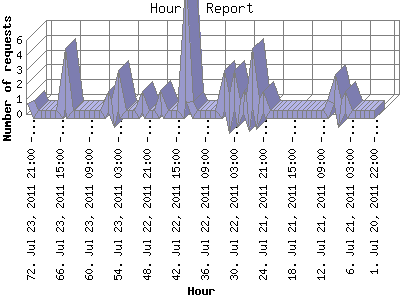 Hour Report
Number of requests
6
4
3
2
1
0
72. Jul 23, 2011 21:00 -...
66. Jul 23, 2011 15:00 -...
60. Jul 23, 2011 09:00 -...
54. Jul 23, 2011 03:00 -...
48. Jul 22, 2011 21:00 -...
42. Jul 22, 2011 15:00 -...
36. Jul 22, 2011 09:00 -...
30. Jul 22, 2011 03:00 -...
24. Jul 21, 2011 21:00 -...
18. Jul 21, 2011 15:00 -...
12. Jul 21, 2011 09:00 -...
6. Jul 21, 2011 03:00 -...
1. Jul 20, 2011 22:00 -...
Hour